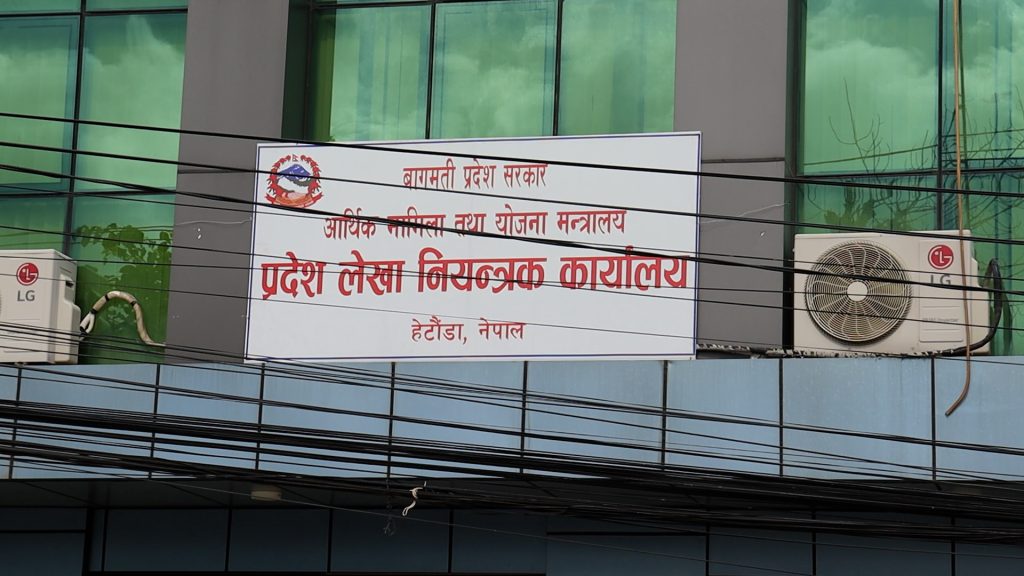 बागमती प्रदेश सरकार
आर्थिक मामिला तथा योजना मन्त्रालय
प्रदेश लेखा नियन्त्रक कार्यालय
हेटौंडा, नेपाल
LG
LG